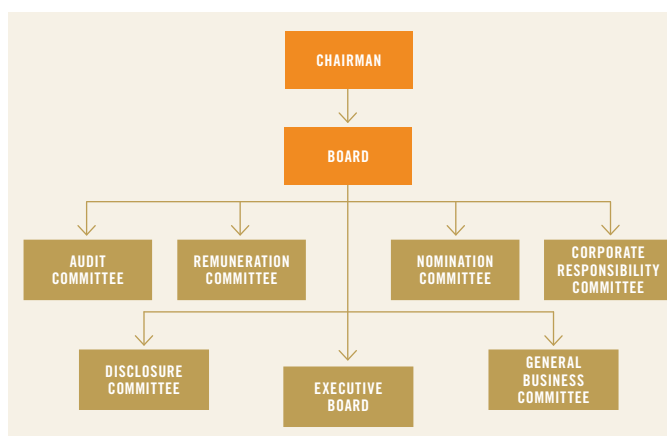 CHAIRMAN
BOARD
AUDIT
COMMITTEE
REMUNERATION
COMMITTEE
NOMINATION
COMMITTEE
CORPORATE
RESPONSIBILITY
COMMITTEE
DISCLOSURE
COMMITTEE
EXECUTIVE
BOARD
GENERAL
BUSINESS
COMMITTEE